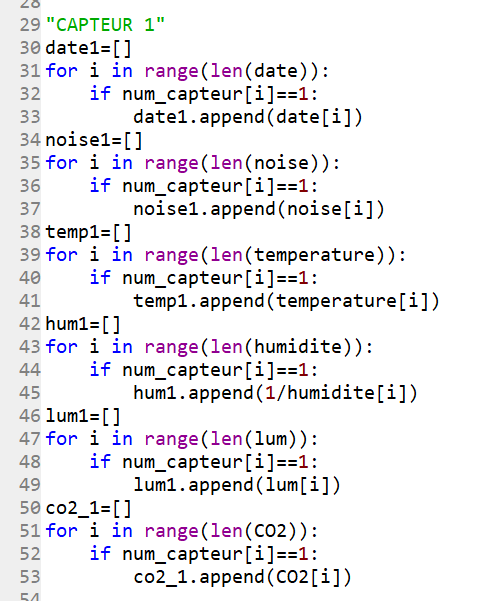 28
29 "CAPTEUR 1"
30 date1=[]
31 for i in range(len(date)):
32     if num_capteur[i]==1:
33         date1.append(date[i])
34 noise1=[]
35 for i in range(len(noise)):
36     if num_capteur[i]==1:
37         noise1.append(noise[i])
38 temp1=[]
39 for i in range(len(temperature)):
40     if num_capteur[i]==1:
41         temp1.append(temperature[i])
42 hum1=[]
43 for i in range(len(humidite)):
44     if num_capteur[i]==1:
45         hum1.append(1/humidite[i])
46 lum1=[]
47 for i in range(len(lum)):
48     if num_capteur[i]==1:
49         lum1.append(lum[i])
50 co2_1=[]
51 for i in range(len(CO2)):
52     if num_capteur[i]==1:
53         co2_1.append(CO2[i])
54